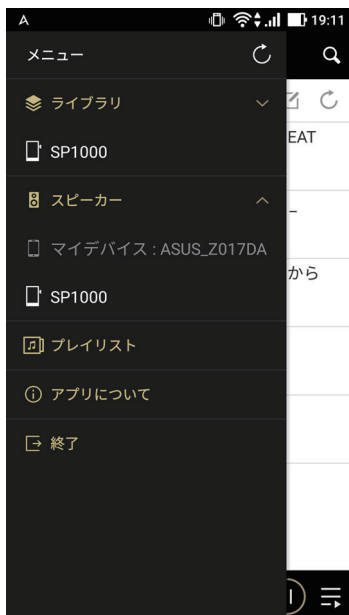 A 19:11
メニュー
ライブラリ
EAT
SP1000
スピーカー
–
マイデバイス : ASUS_Z017DA
から
SP1000
プレイリスト
アプリについて
終了